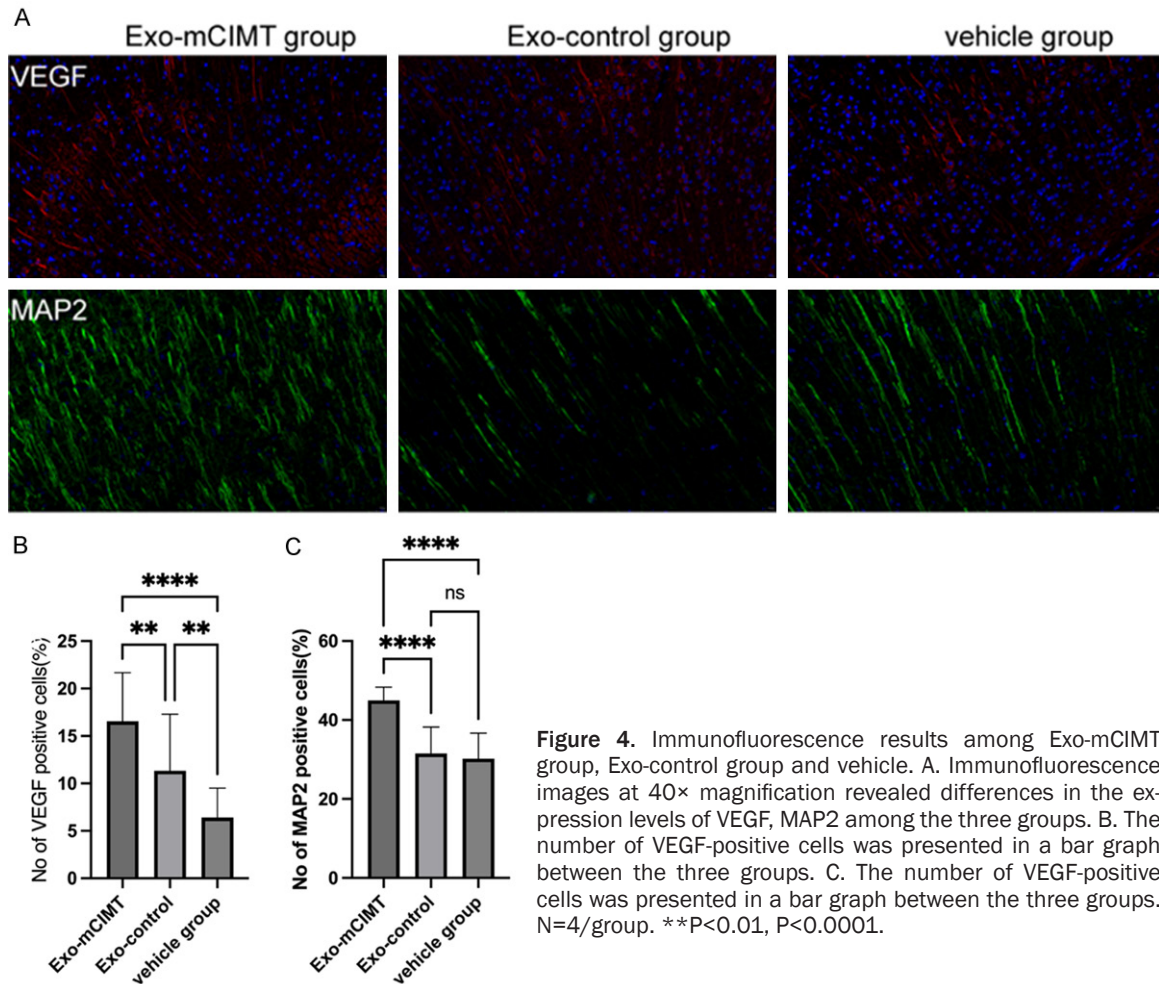 A
Exo-mCIMT group
Exo-control group
vehicle group
VEGF
MAP2
B
****
**
**
No of VEGF positive cells(%)
25
20
15
10
5
0
Exo-mCIMT
Exo-control
vehicle group
C
****
ns
****
No of MAP2 positive cells(%)
60
40
20
0
Exo-mCIMT
Exo-control
vehicle group
Figure 4. Immunofluorescence results among Exo-mCIMT
group, Exo-control group and vehicle. A. Immunofluorescence
images at 40× magnification revealed differences in the ex-
pression levels of VEGF, MAP2 among the three groups. B. The
number of VEGF-positive cells was presented in a bar graph
between the three groups. C. The number of VEGF-positive
cells was presented in a bar graph between the three groups.
N=4/group. **P<0.01, P<0.0001.